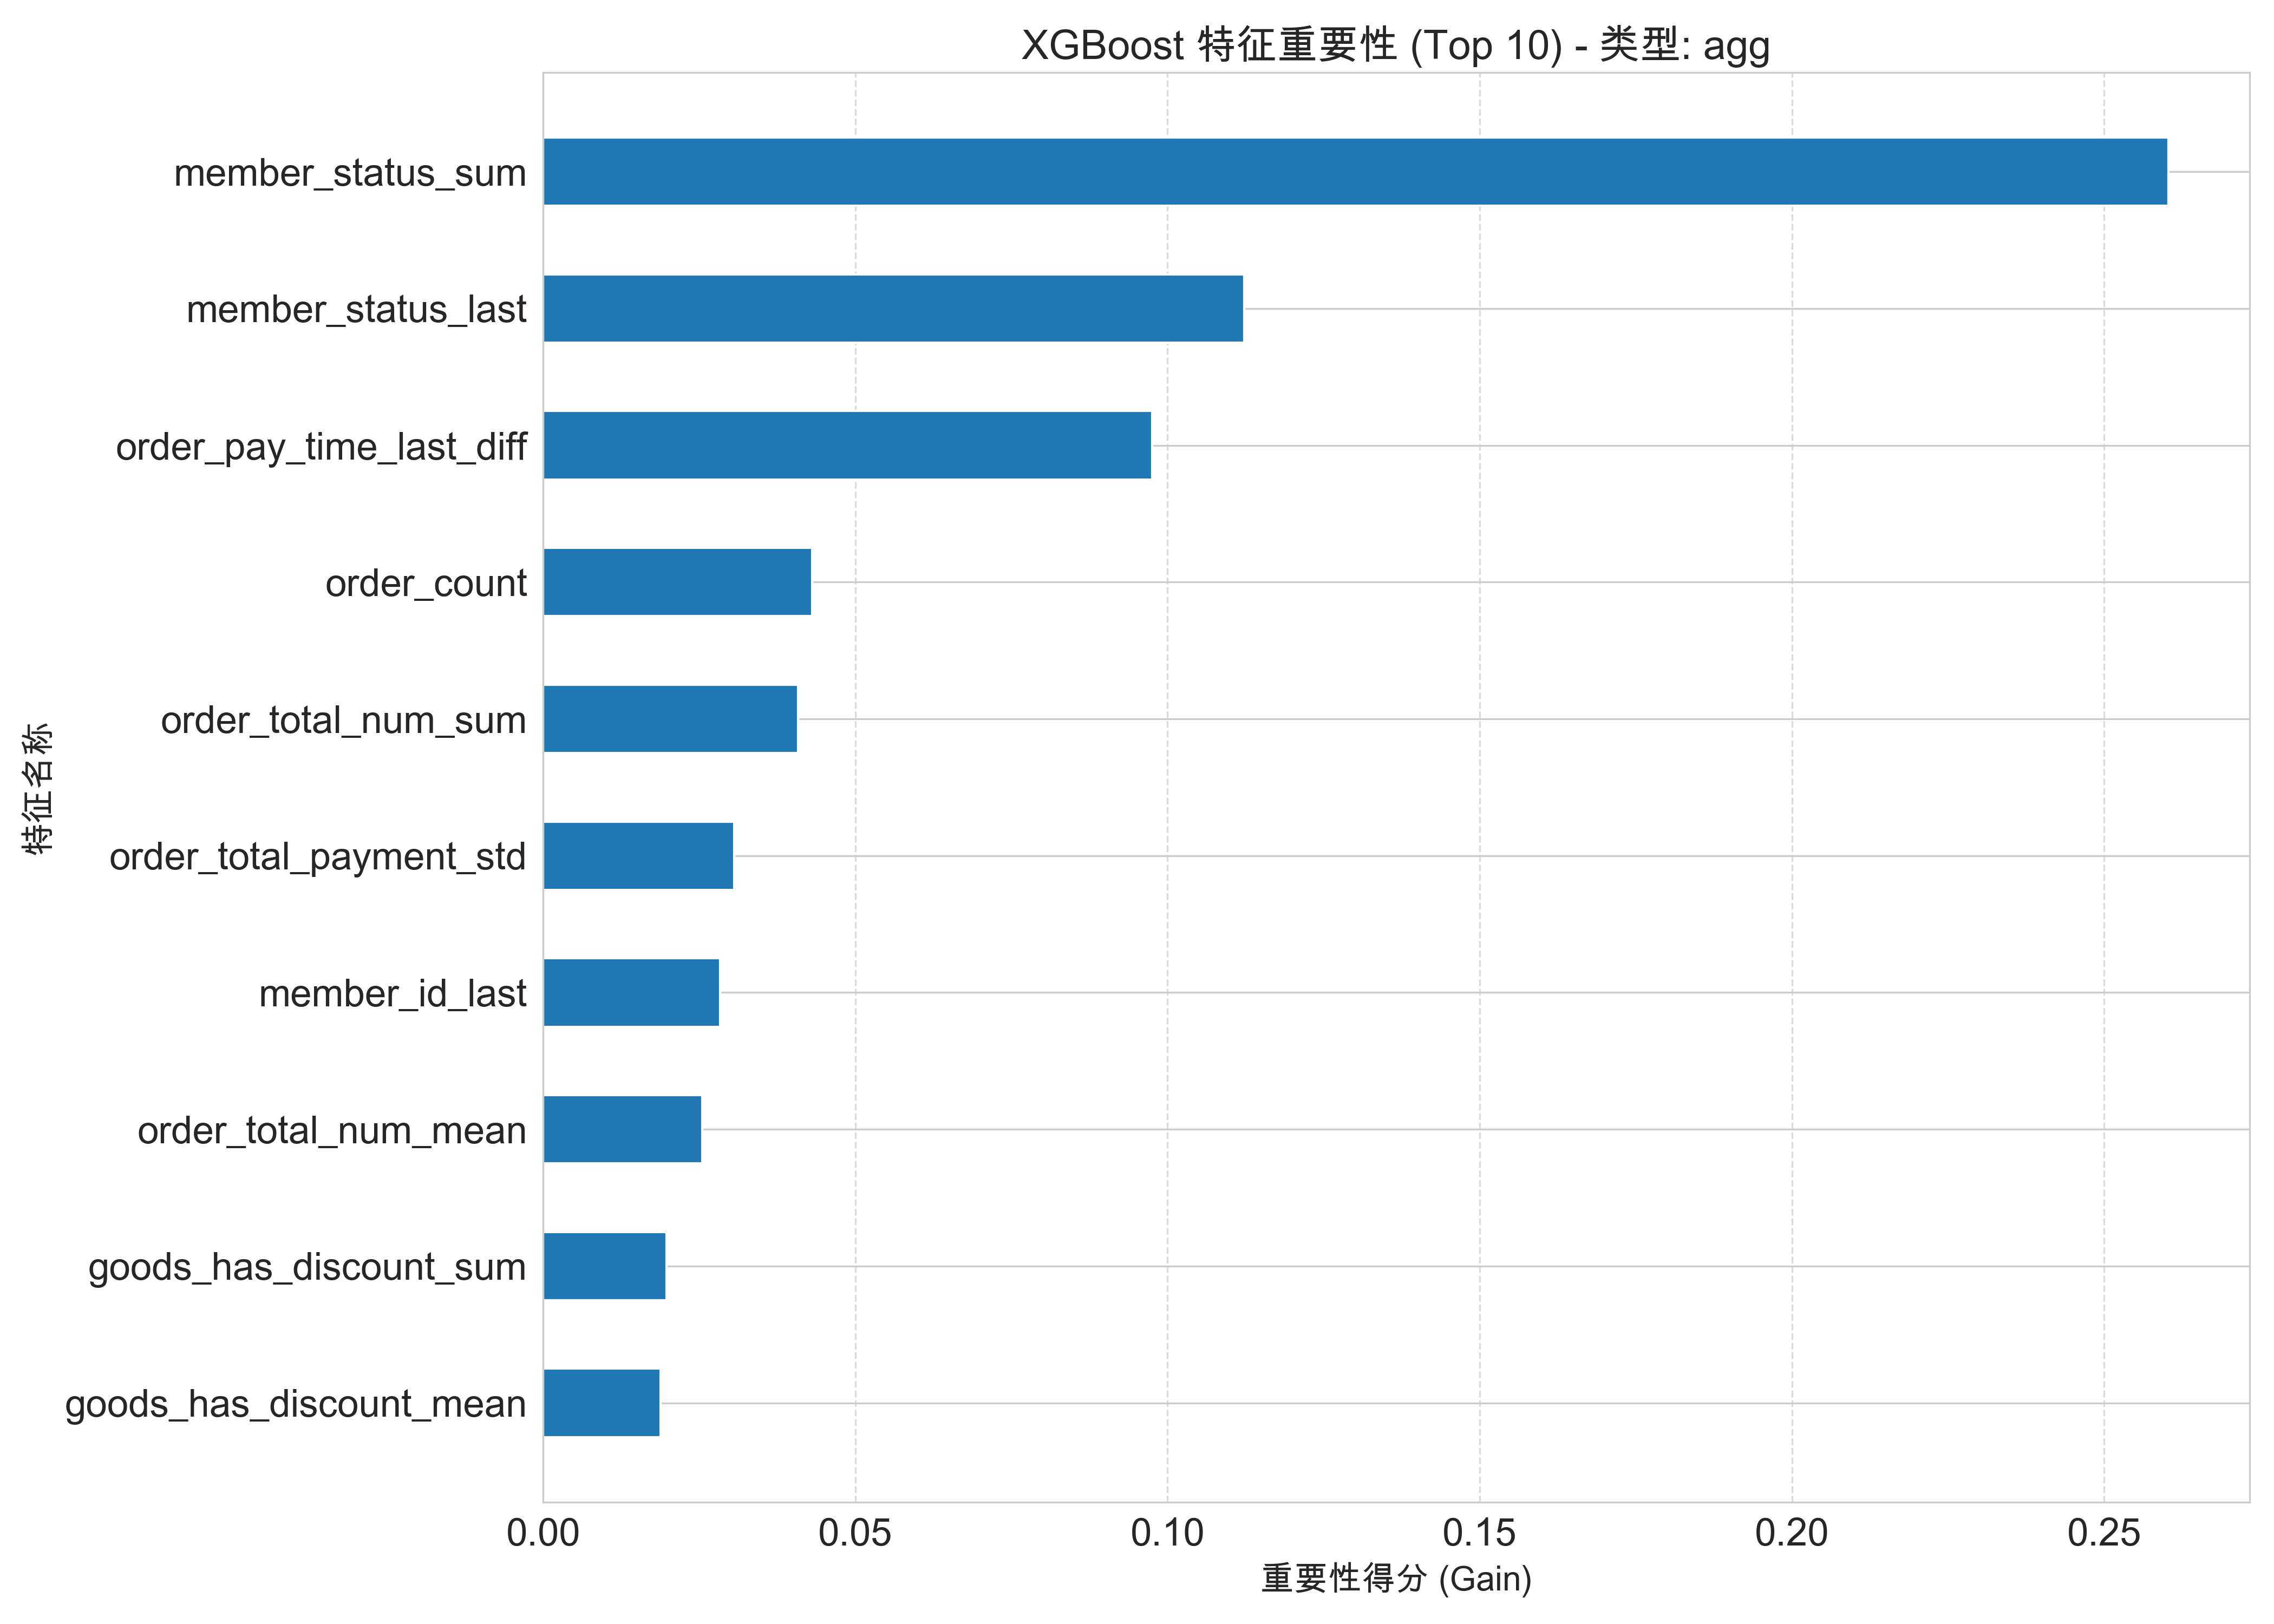 XGBoost 特征重要性 (Top 10) - 类型: agg
特征名称
member_status_sum
member_status_last
order_pay_time_last_diff
order_count
order_total_num_sum
order_total_payment_std
member_id_last
order_total_num_mean
goods_has_discount_sum
goods_has_discount_mean
0.00 0.05 0.10 0.15 0.20 0.25
重要性得分 (Gain)